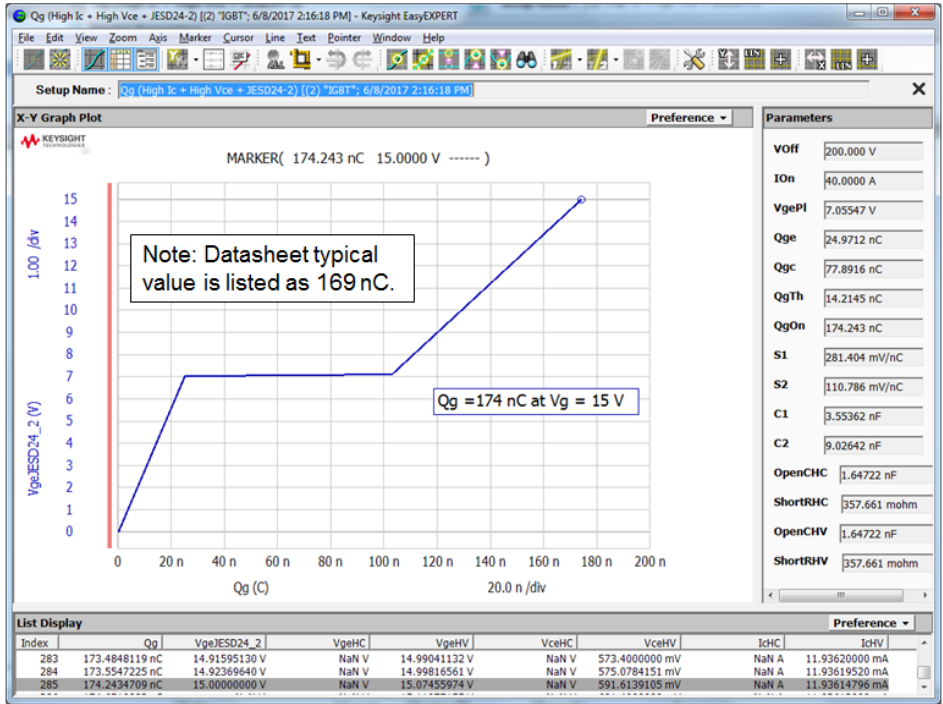 Qg (High Ic + High Vce + JESD24-2) [(2) "IGBT"; 6/8/2017 2:16:18 PM] - Keysight EasyEXPERT
File Edit View Zoom Axis Marker Cursor Line Text Pointer Window Help
Setup Name : Qg (High Ic + High Vce + JESD24-2) [(2) "IGBT"; 6/8/2017 2:16:18 PM]
X-Y Graph Plot
Preference
KEYSIGHT
TECHNOLOGIES
MARKER( 174.243 nC 15.0000 V ------ )
1.00 /div
VgeJESD24_2 (V)
15
14
13
12
11
10
9
8
7
6
5
4
3
2
1
0
Note: Datasheet typical
value is listed as 169 nC.
Qg =174 nC at Vg = 15 V
0 20 n 40 n 60 n 80 n 100 n 120 n 140 n 160 n 180 n 200 n
Qg (C)
20.0 n /div
Parameters
VOff 200.000 V
IOn 40.0000 A
VgePl 7.05547 V
Qge 24.9712 nC
Qgc 77.8916 nC
QgTh 14.2145 nC
QgOn 174.243 nC
S1 281.404 mV/nC
S2 110.786 mV/nC
C1 3.55362 nF
C2 9.02642 nF
OpenCHC 1.64722 nF
ShortRHC 357.661 mohm
OpenCHV 1.64722 nF
ShortRHV 357.661 mohm
List Display
Preference
Index Qg VgeJESD24_2 VgeHC VgeHV VceHC VceHV IcHC IcHV
283 173.4848119 nC 14.91595130 V NaN V 14.99041132 V NaN V 573.4000000 mV NaN A 11.93620000 mA
284 173.5547225 nC 14.92369640 V NaN V 14.99816561 V NaN V 575.0784151 mV NaN A 11.93619520 mA
285 174.2434709 nC 15.00000000 V NaN V 15.07455974 V NaN V 591.6139105 mV NaN A 11.93614796 mA